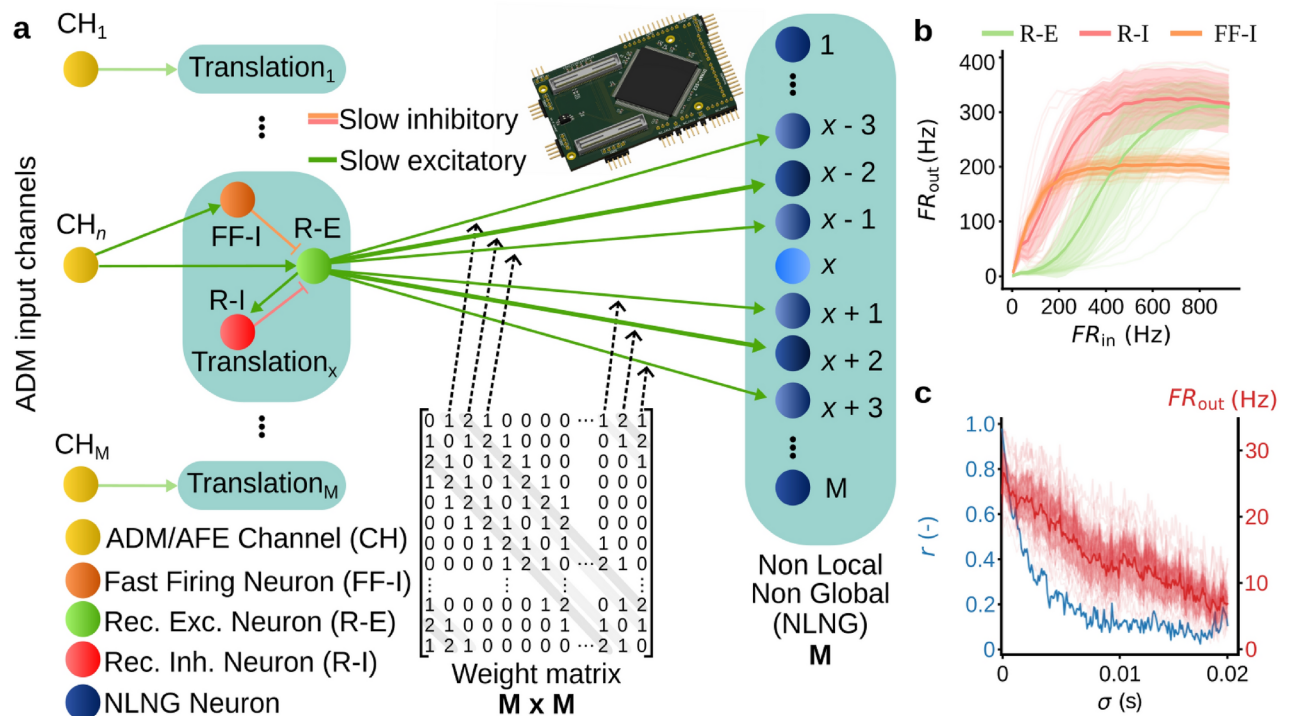 a
CH1
Translation1
Slow inhibitory
Slow excitatory
ADM input channels
CHn
FF-I
R-E
R-I
Translationx
CHM
TranslationM
ADM/AFE Channel (CH)
Fast Firing Neuron (FF-I)
Rec. Exc. Neuron (R-E)
Rec. Inh. Neuron (R-I)
NLNG Neuron
0 1 2 1 0 0 0 0 ⋯ 1 2 1
1 0 1 2 1 0 0 0 0 1 2
2 1 0 1 2 1 0 0 0 0 1
1 2 1 0 1 2 1 0 0 0 0
0 1 2 1 0 1 2 1 0 0 0
0 0 1 2 1 0 1 2 0 0 0
0 0 0 1 2 1 0 1 1 0 0
0 0 0 0 1 2 1 0 ⋯ 2 1 0
⋮ ⋮ ⋮ ⋮
1 0 0 0 0 1 2 0 1 2
2 1 0 0 0 0 1 1 0 1
1 2 1 0 0 0 0 ⋯ 2 1 0
Weight matrix
M x M
1
x - 3
x - 2
x - 1
x
x + 1
x + 2
x + 3
M
Non Local
Non Global
(NLNG)
M
b
R-E R-I FF-I
FRout (Hz)
400
300
200
100
0
0 200 400 600 800
FRin (Hz)
c
FRout (Hz)
r (-)
1.0
0.8
0.6
0.4
0.2
0
30
20
10
0
0 0.01 0.02
σ (s)